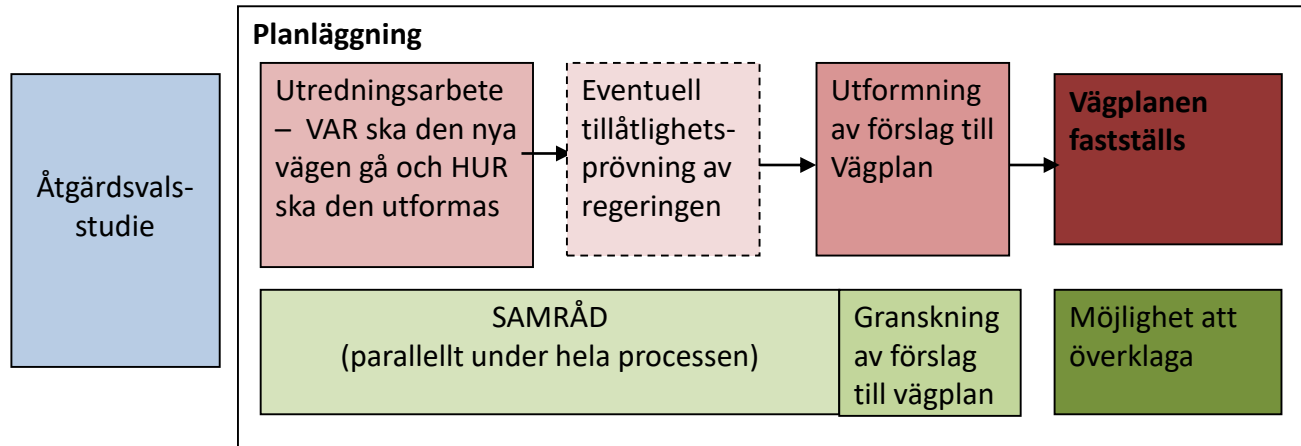 Planläggning
Åtgärdsvals-
studie
Utredningsarbete
– VAR ska den nya
vägen gå och HUR
ska den utformas
Eventuell
tillåtlighets-
prövning av
regeringen
Utformning
av förslag till
Vägplan
Vägplanen
fastställs
SAMRÅD
(parallellt under hela processen)
Granskning
av förslag
till vägplan
Möjlighet att
överklaga